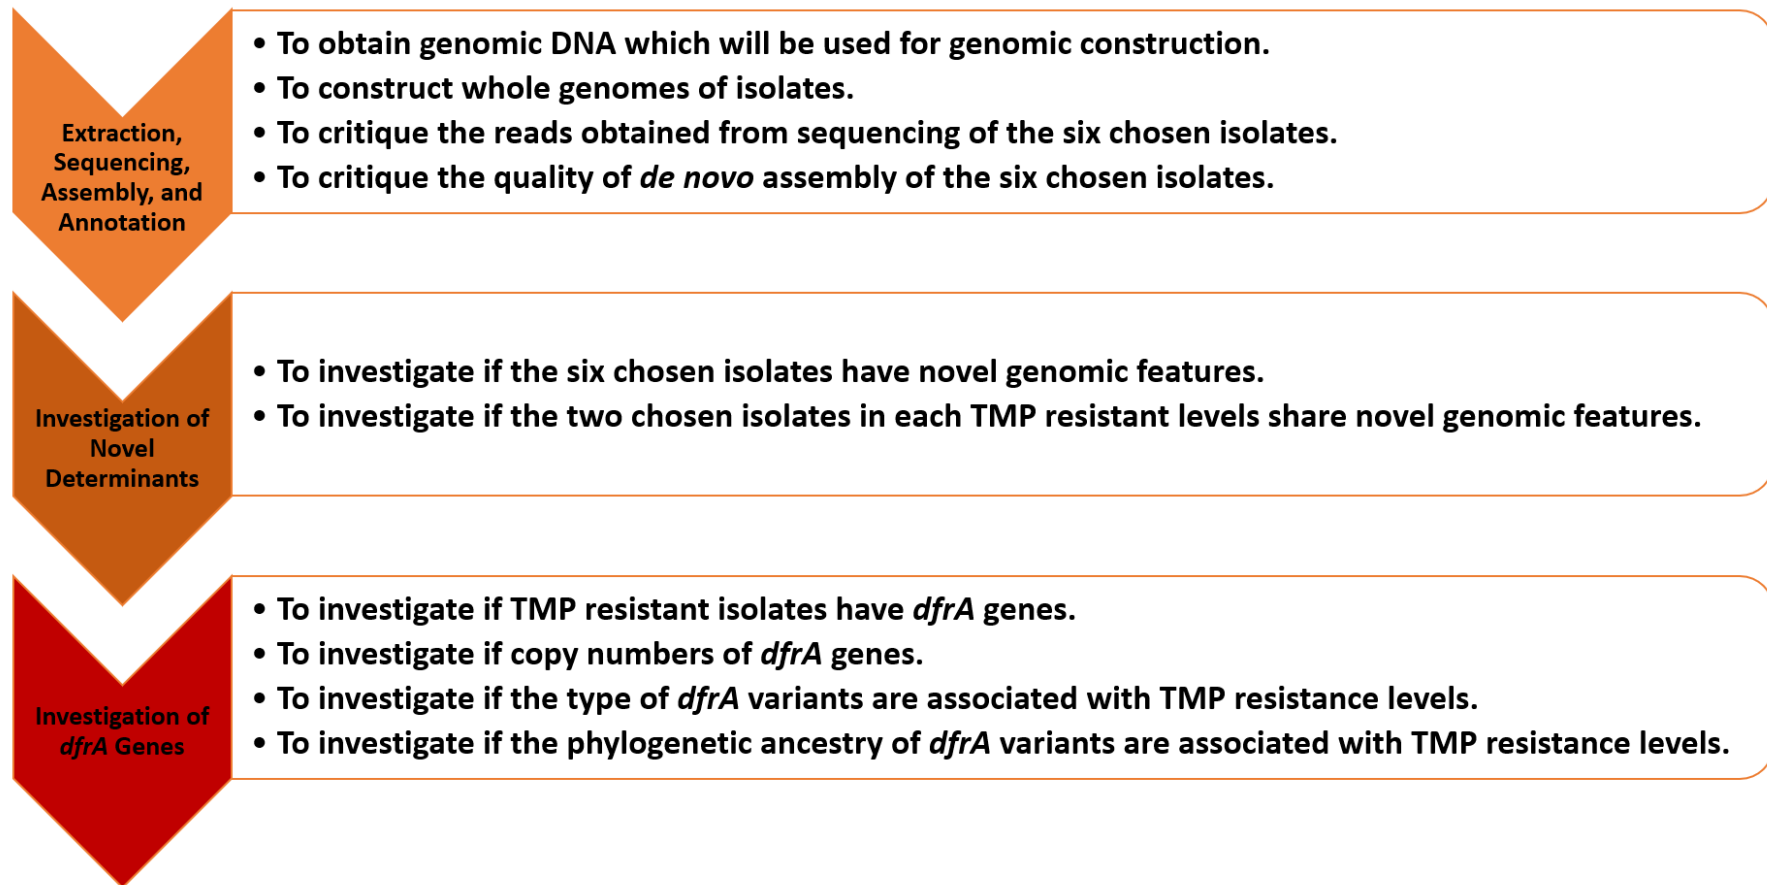 Extraction,
Sequencing,
Assembly, and
Annotation
• To obtain genomic DNA which will be used for genomic construction.
• To construct whole genomes of isolates.
• To critique the reads obtained from sequencing of the six chosen isolates.
• To critique the quality of de novo assembly of the six chosen isolates.
Investigation of
Novel
Determinants
• To investigate if the six chosen isolates have novel genomic features.
• To investigate if the two chosen isolates in each TMP resistant levels share novel genomic features.
Investigation of
dfrA Genes
• To investigate if TMP resistant isolates have dfrA genes.
• To investigate if copy numbers of dfrA genes.
• To investigate if the type of dfrA variants are associated with TMP resistance levels.
• To investigate if the phylogenetic ancestry of dfrA variants are associated with TMP resistance levels.